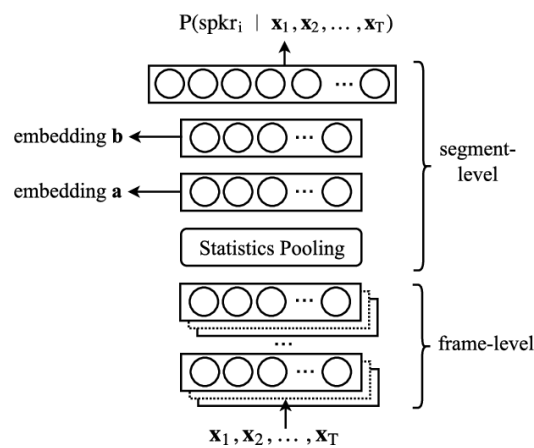 P(spkr_i | x_1, x_2, ..., x_T)
...
embedding b
...
segment-level
embedding a
...
Statistics Pooling
...
...
frame-level
...
x_1, x_2, ..., x_T